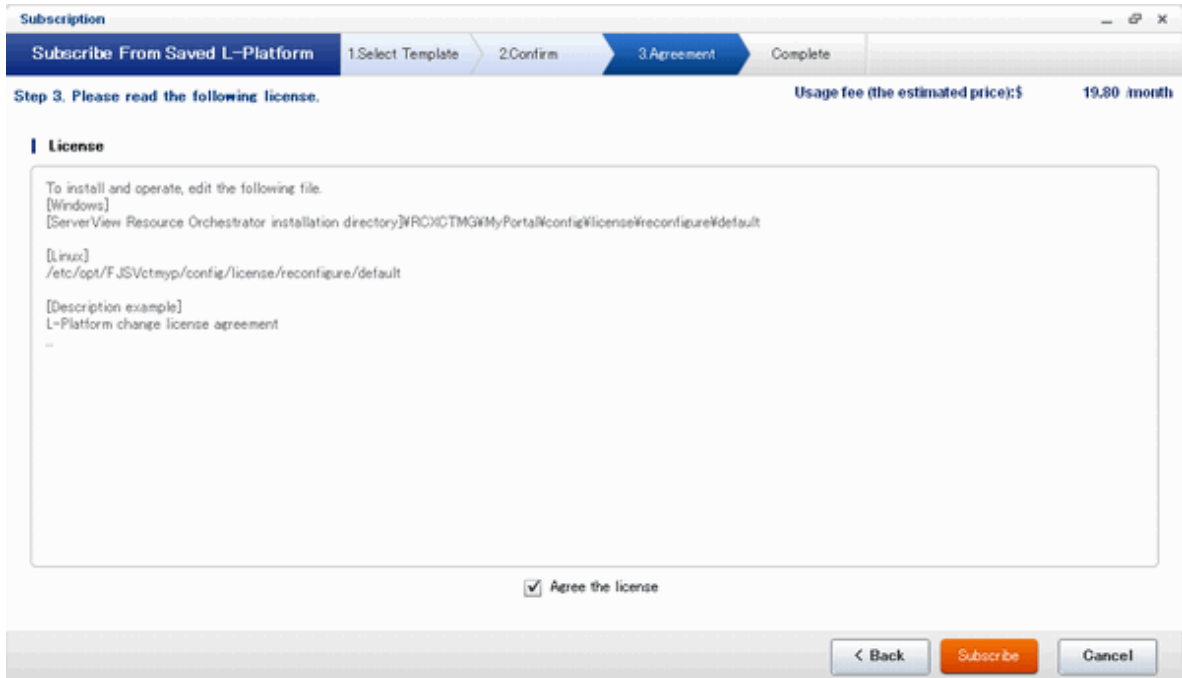 Subscription
Subscribe From Saved L-Platform 1.Select Template 2.Confirm 3.Agreement Complete
Step 3. Please read the following license. Usage fee (the estimated price):$ 19.80 /month
License
To install and operate, edit the following file.
[Windows]
[ServerView Resource Orchestrator installation directory]¥RCXCTMG¥MyPortal¥config¥license¥reconfigure¥default
[Linux]
/etc/opt/FJSVctmyp/config/license/reconfigure/default
[Description example]
L-Platform change license agreement
...
Agree the license
< Back Subscribe Cancel